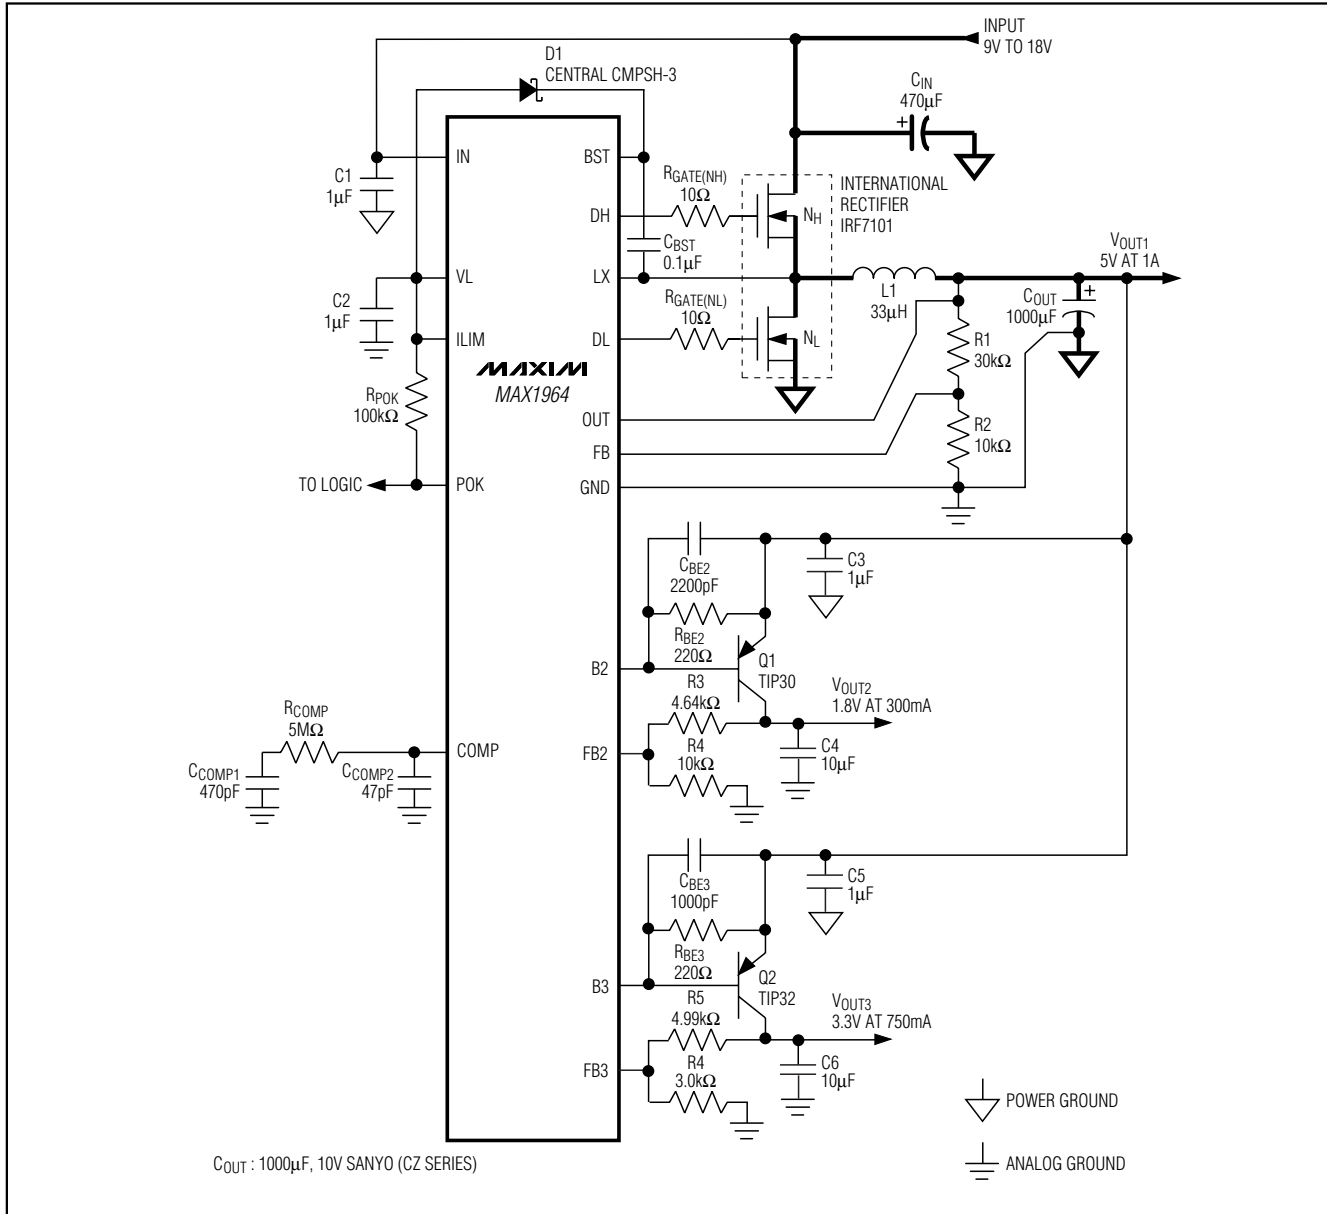 INPUT
9V TO 18V
D1
CENTRAL CMPSH-3
CIN
470µF
+
IN
BST
C1
1µF
RGATE(NH)
10Ω
INTERNATIONAL
RECTIFIER
IRF7101
DH
NH
CBST
0.1µF
VOUT1
5V AT 1A
VL
LX
L1
33µH
COUT
1000µF
+
C2
1µF
RGATE(NL)
10Ω
ILIM
DL
NL
R1
30kΩ
MAXIM
MAX1964
RPOK
100kΩ
OUT
R2
10kΩ
FB
TO LOGIC
POK
GND
CBE2
2200pF
C3
1µF
RBE2
220Ω
B2
Q1
TIP30
R3
4.64kΩ
VOUT2
1.8V AT 300mA
RCOMP
5MΩ
COMP
FB2
R4
10kΩ
C4
10µF
CCOMP1
470pF
CCOMP2
47pF
CBE3
1000pF
C5
1µF
RBE3
220Ω
B3
Q2
TIP32
R5
4.99kΩ
VOUT3
3.3V AT 750mA
FB3
R4
3.0kΩ
C6
10µF
POWER GROUND
COUT : 1000µF, 10V SANYO (CZ SERIES)
ANALOG GROUND